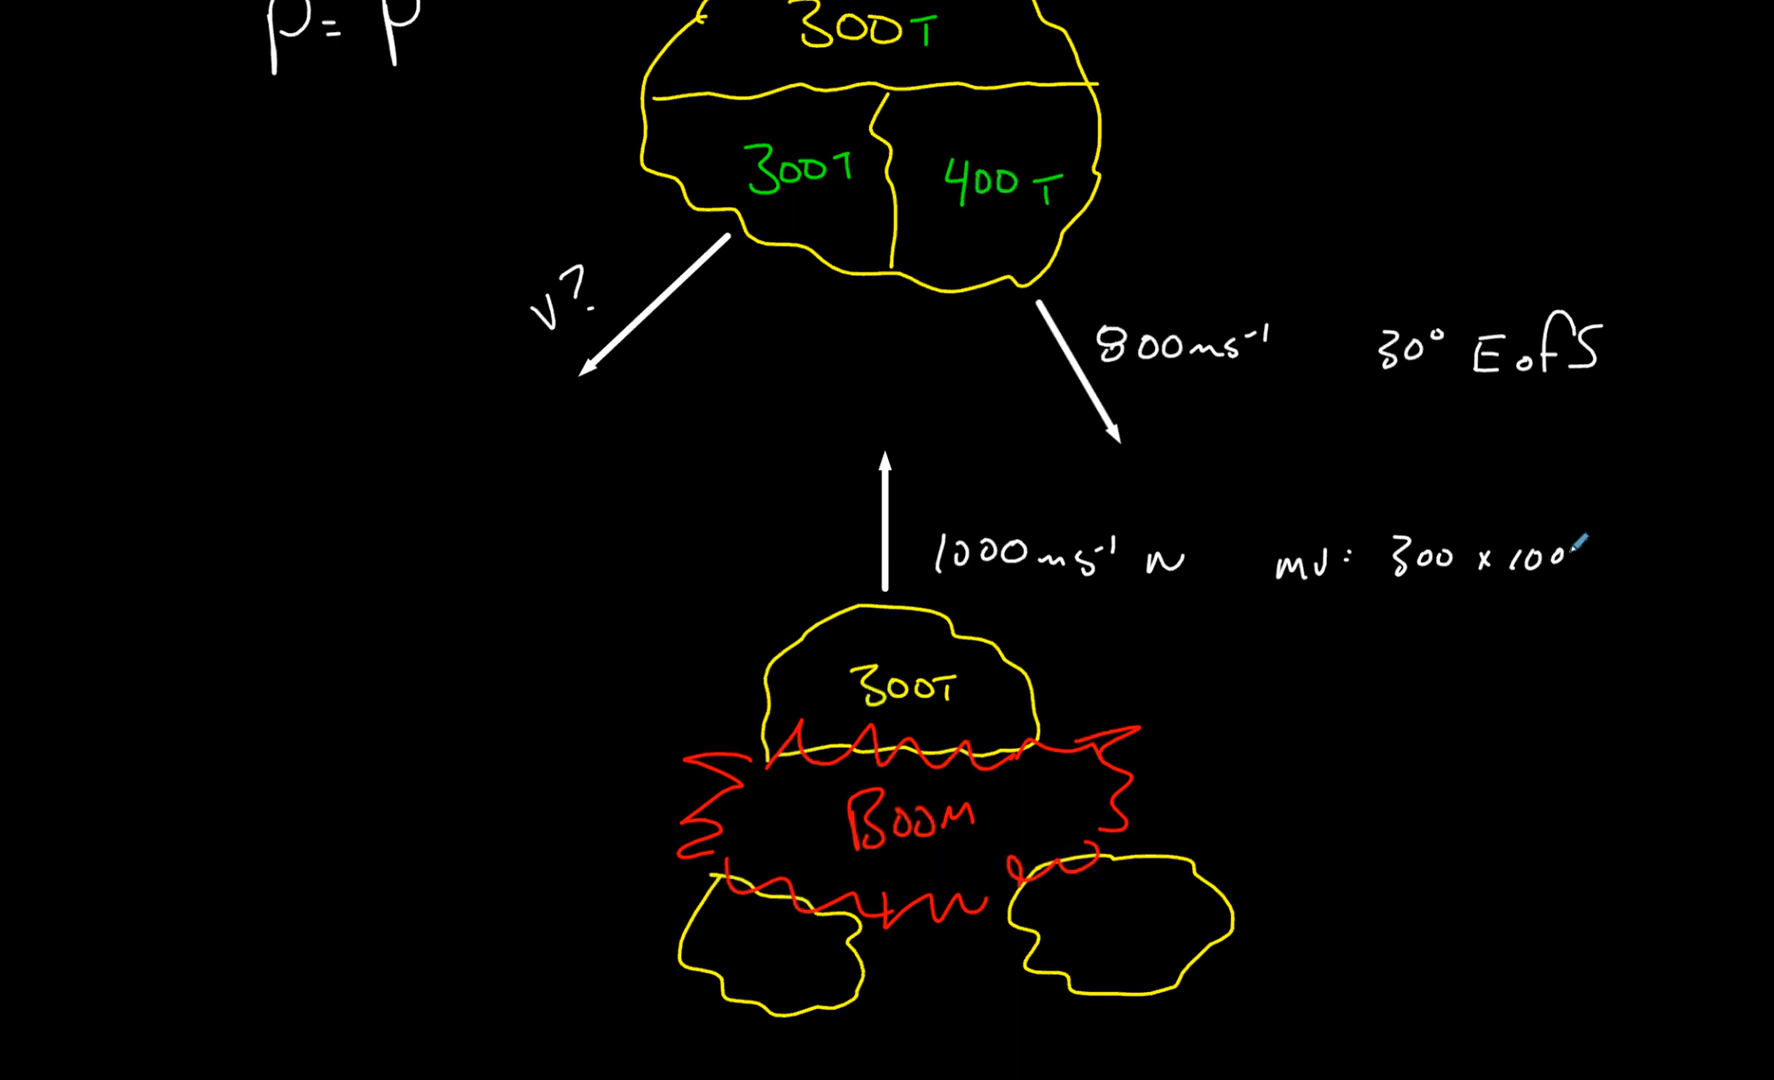 p = p
300T
300T
400T
v?
800ms⁻¹ 30° E of S
1000ms⁻¹ N mv: 300 x 100
300T
BOOM